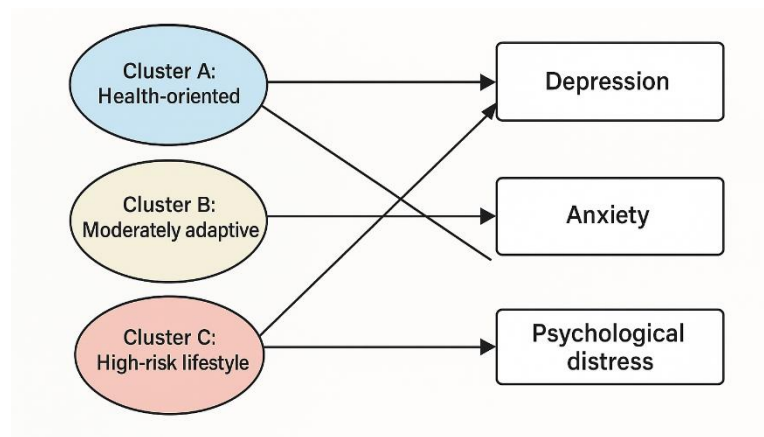 Cluster A:
Health-oriented
Depression
Cluster B:
Moderately adaptive
Anxiety
Cluster C:
High-risk lifestyle
Psychological
distress